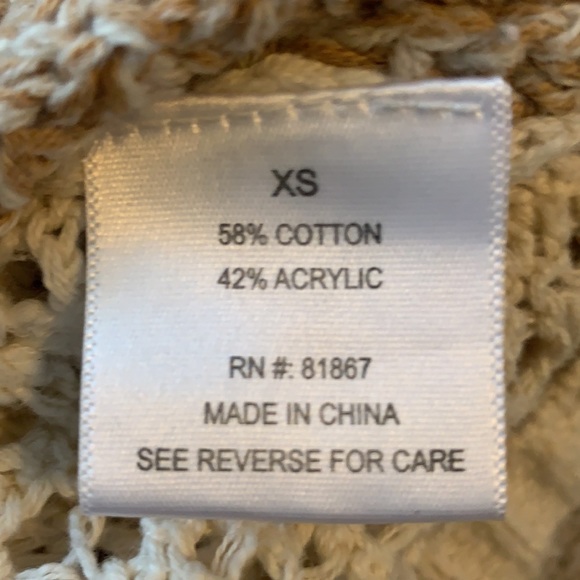 XS
58% COTTON
42% ACRYLIC
RN #: 81867
MADE IN CHINA
SEE REVERSE FOR CARE